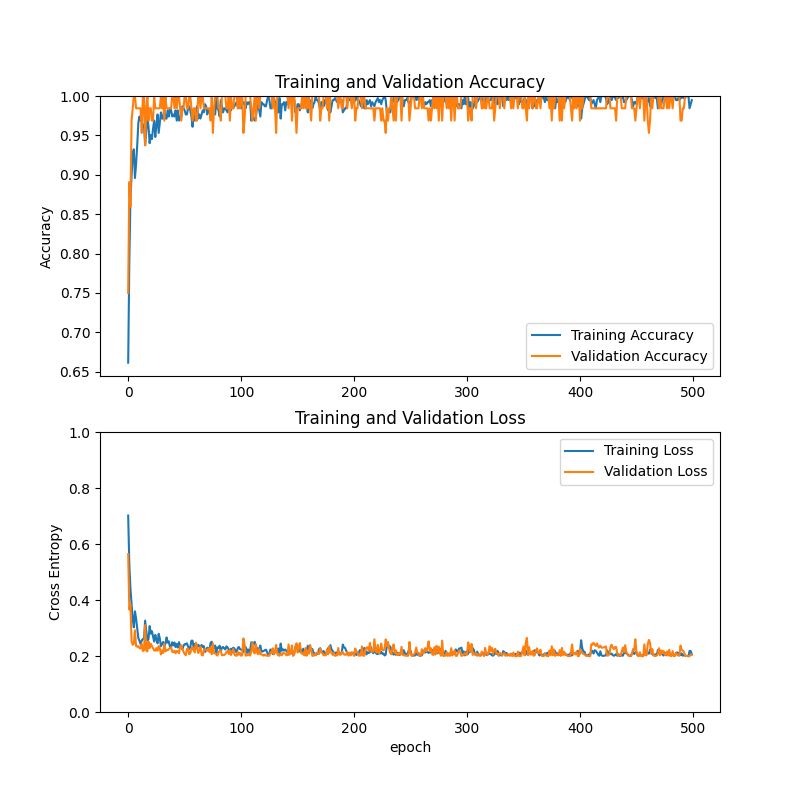 Training and Validation Accuracy
1.00
0.95
0.90
0.85
0.80
0.75
0.70
0.65
Accuracy
Training Accuracy
Validation Accuracy
0 100 200 300 400 500
Training and Validation Loss
1.0
0.8
0.6
0.4
0.2
0.0
Cross Entropy
Training Loss
Validation Loss
0 100 200 300 400 500
epoch